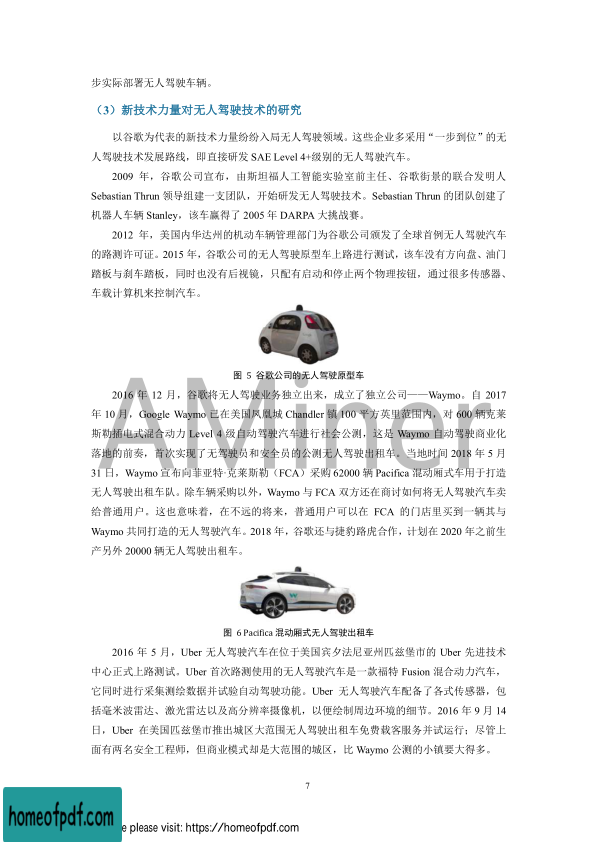 步实际部署无人驾驶车辆。
（3）新技术力量对无人驾驶技术的研究
以谷歌为代表的新技术力量纷纷入局无人驾驶领域。这些企业多采用“一步到位”的无
人驾驶技术发展路线，即直接研发 SAE Level 4+级别的无人驾驶汽车。
2009 年，谷歌公司宣布，由斯坦福人工智能实验室前主任、谷歌街景的联合发明人
Sebastian Thrun 领导组建一支团队，开始研发无人驾驶技术。Sebastian Thrun 的团队创建了
机器人车辆 Stanley，该车赢得了 2005 年 DARPA 大挑战赛。
2012 年，美国内华达州的机动车辆管理部门为谷歌公司颁发了全球首例无人驾驶汽车
的路测许可证。2015 年，谷歌公司的无人驾驶原型车上路进行测试，该车没有方向盘、油门
踏板与刹车踏板，同时也没有后视镜，只配有启动和停止两个物理按钮，通过很多传感器、
车载计算机来控制汽车。
图 5 谷歌公司的无人驾驶原型车
AMiner
2016 年 12 月，谷歌将无人驾驶业务独立出来，成立了独立公司——Waymo。自 2017
年 10 月，Google Waymo 已在美国凤凰城 Chandler 镇 100 平方英里范围内，对 600 辆克莱
斯勒插电式混合动力 Level 4 级自动驾驶汽车进行社会公测，这是 Waymo 自动驾驶商业化
落地的前奏，首次实现了无驾驶员和安全员的公测无人驾驶出租车。当地时间 2018 年 5 月
31 日，Waymo 宣布向菲亚特·克莱斯勒（FCA）采购 62000 辆 Pacifica 混动厢式车用于打造
无人驾驶出租车队。除车辆采购以外，Waymo 与 FCA 双方还在商讨如何将无人驾驶汽车卖
给普通用户。这也意味着，在不远的将来，普通用户可以在 FCA 的门店里买到一辆其与
Waymo 共同打造的无人驾驶汽车。2018 年，谷歌还与捷豹路虎合作，计划在 2020 年之前生
产另外 20000 辆无人驾驶出租车。
图 6 Pacifica 混动厢式无人驾驶出租车
2016 年 5 月，Uber 无人驾驶汽车在位于美国宾夕法尼亚州匹兹堡市的 Uber 先进技术
中心正式上路测试。Uber 首次路测使用的无人驾驶汽车是一款福特 Fusion 混合动力汽车，
它同时进行采集测绘数据并试验自动驾驶功能。Uber 无人驾驶汽车配备了各式传感器，包
括毫米波雷达、激光雷达以及高分辨率摄像机，以便绘制周边环境的细节。2016 年 9 月 14
日，Uber 在美国匹兹堡市推出城区大范围无人驾驶出租车免费载客服务并试运行；尽管上
面有两名安全工程师，但商业模式却是大范围的城区，比 Waymo 公测的小镇要大得多。
7
homeofpdf.com
e please visit: https://homeofpdf.com